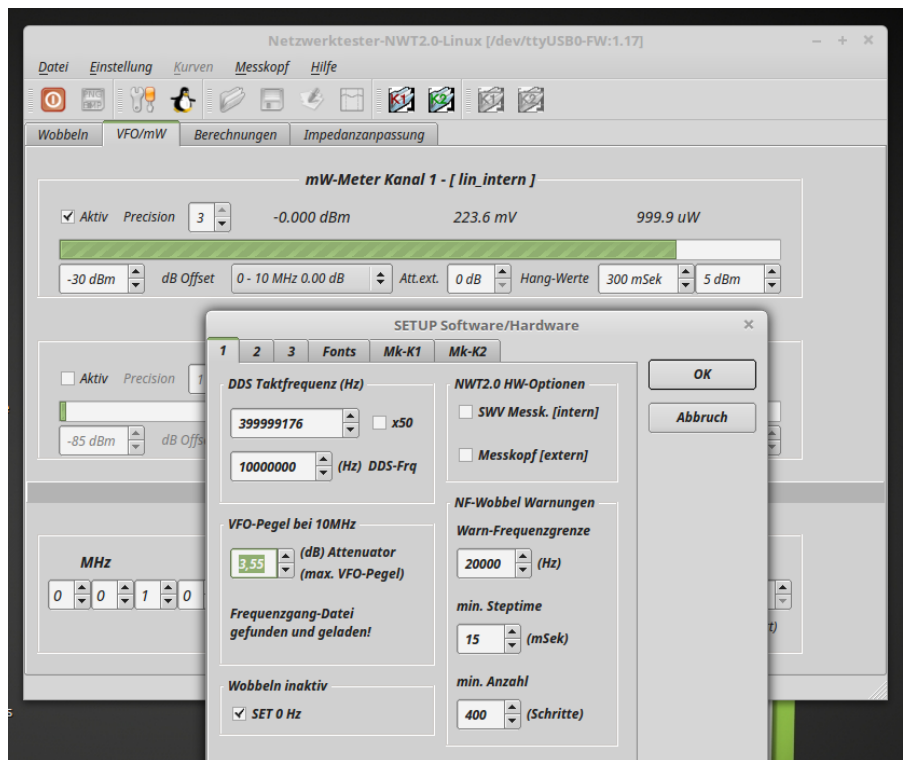 Netzwerktester-NWT2.0-Linux [/dev/ttyUSB0-FW:1.17]
Datei Einstellung Kurven Messkopf Hilfe
K1 K2 K1 K2
Wobbeln VFO/mW Berechnungen Impedanzanpassung
mW-Meter Kanal 1 - [ lin_intern ]
Aktiv Precision 3 -0.000 dBm 223.6 mV 999.9 uW
-30 dBm dB Offset 0 - 10 MHz 0.00 dB Att.ext. 0 dB Hang-Werte 300 mSek 5 dBm
Aktiv Precision 1
-85 dBm dB Offs
MHz
0 0 1 0
t)
SETUP Software/Hardware
1 2 3 Fonts Mk-K1 Mk-K2
DDS Taktfrequenz (Hz)
399999176 x50
10000000 (Hz) DDS-Frq
VFO-Pegel bei 10MHz
3,55 (dB) Attenuator
(max. VFO-Pegel)
Frequenzgang-Datei
gefunden und geladen!
Wobbeln inaktiv
SET 0 Hz
NWT2.0 HW-Optionen
SWV Messk. [intern]
Messkopf [extern]
NF-Wobbel Warnungen
Warn-Frequenzgrenze
20000 (Hz)
min. Steptime
15 (mSek)
min. Anzahl
400 (Schritte)
OK
Abbruch